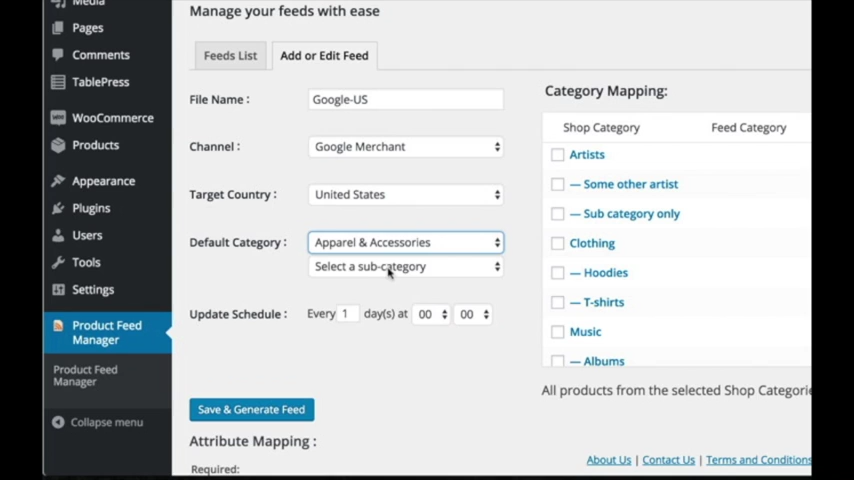 Media
Pages
Comments
TablePress
WooCommerce
Products
Appearance
Plugins
Users
Tools
Settings
Product Feed
Manager
Product Feed
Manager
Collapse menu
Manage your feeds with ease
Feeds List
Add or Edit Feed
File Name :
Google-US
Channel :
Google Merchant
Target Country :
United States
Default Category :
Apparel & Accessories
Select a sub-category
Update Schedule :
Every 1 day(s) at 00 00
Save & Generate Feed
Attribute Mapping :
Required:
Category Mapping:
Shop Category Feed Category
Artists
— Some other artist
— Sub category only
Clothing
— Hoodies
— T-shirts
Music
— Albums
All products from the selected Shop Categorie
About Us | Contact Us | Terms and Conditions